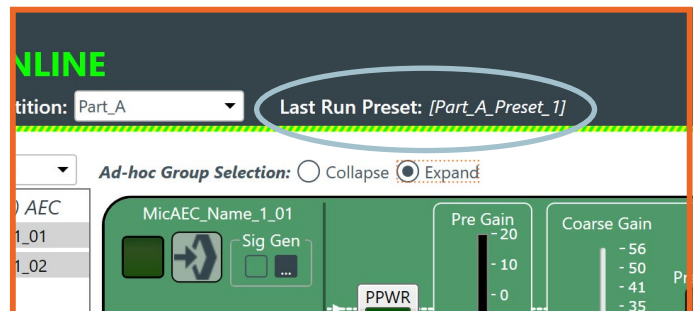 NLINE
tition: Part_A Last Run Preset: [Part_A_Preset_1]
Ad-hoc Group Selection: Collapse Expand
) AEC
1_01
1_02
MicAEC_Name_1_01
Sig Gen
...
PPWR
Pre Gain
- 20
- 10
- 0
Coarse Gain
- 56
- 50
- 41
- 35